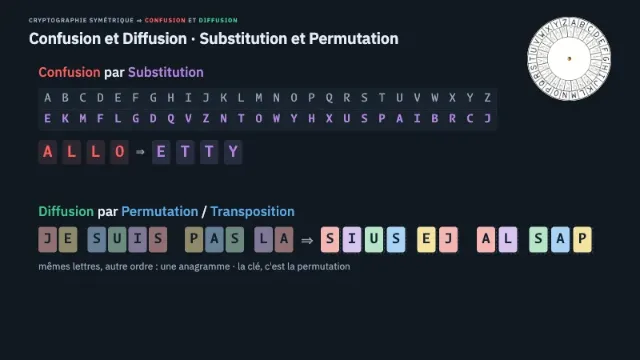 CRYPTOGRAPHIE SYMÉTRIQUE ⇒ CONFUSION ET DIFFUSION
Confusion et Diffusion · Substitution et Permutation
Confusion par Substitution
A B C D E F G H I J K L M N O P Q R S T U V W X Y Z
E K M F L G D Q V Z N T O W Y H X U S P A I B R C J
A L L O ⇒ E T T Y
Diffusion par Permutation / Transposition
JE SUIS PAS LA ⇒ SIUS EJ AL SAP
mêmes lettres, autre ordre : une anagramme · la clé, c'est la permutation